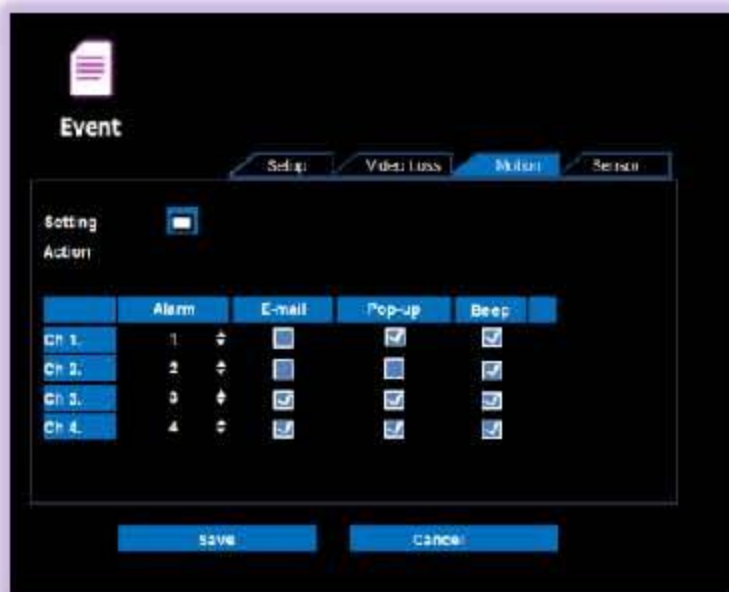 Event
Setup Video Loss Motion Sensor
Setting
Action
Alarm E-mail Pop-up Beep
Ch 1. 1
Ch 2. 2
Ch 3. 3
Ch 4. 4
Save Cancel